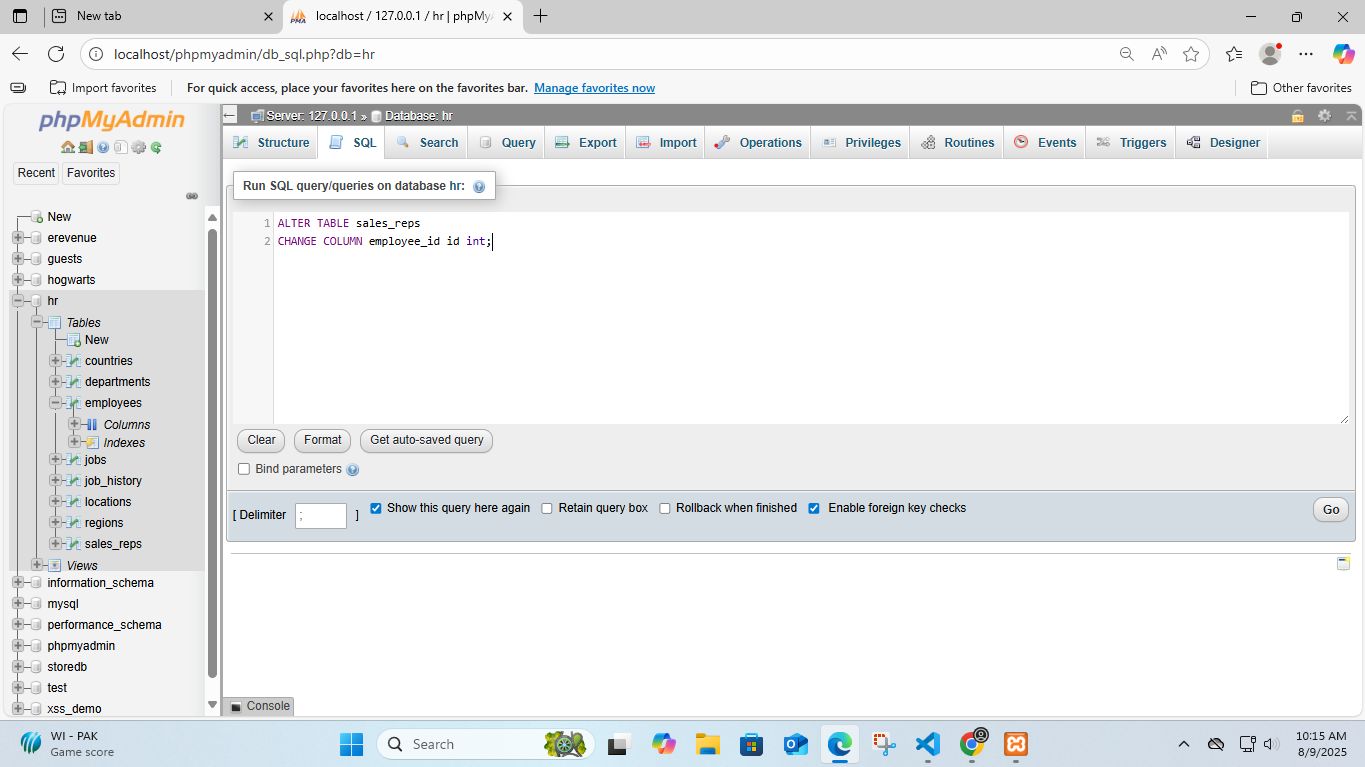 New tab
localhost / 127.0.0.1 / hr | phpMyA
localhost/phpmyadmin/db_sql.php?db=hr
Import favorites
For quick access, place your favorites here on the favorites bar. Manage favorites now
Other favorites
phpMyAdmin
Recent Favorites
New
erevenue
guests
hogwarts
hr
Tables
New
countries
departments
employees
Columns
Indexes
jobs
job_history
locations
regions
sales_reps
Views
information_schema
mysql
performance_schema
phpmyadmin
storedb
test
xss_demo
Server: 127.0.0.1 » Database: hr
Structure SQL Search Query Export Import Operations Privileges Routines Events Triggers Designer
Run SQL query/queries on database hr:
1 ALTER TABLE sales_reps
2 CHANGE COLUMN employee_id id int;
Clear Format Get auto-saved query
Bind parameters
[ Delimiter ; ] Show this query here again Retain query box Rollback when finished Enable foreign key checks Go
Console
WI - PAK
Game score
Search
10:15 AM
8/9/2025